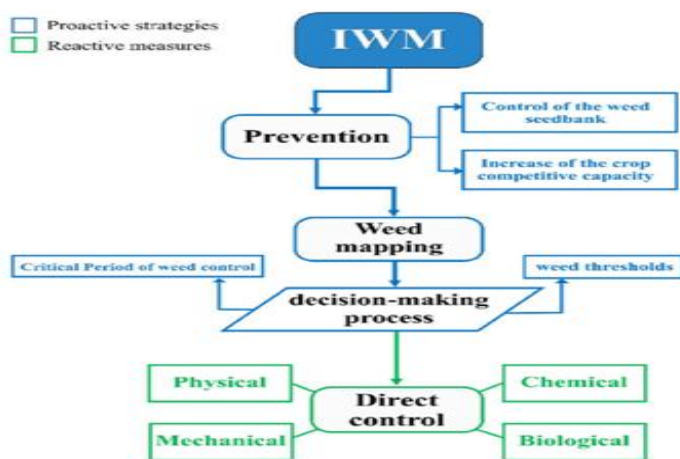 Proactive strategies
Reactive measures
IWM
Prevention
Control of the weed
seedbank
Increase of the crop
competitive capacity
Weed
mapping
Critical Period of weed control
weed thresholds
decision-making
process
Physical
Chemical
Direct
control
Mechanical
Biological